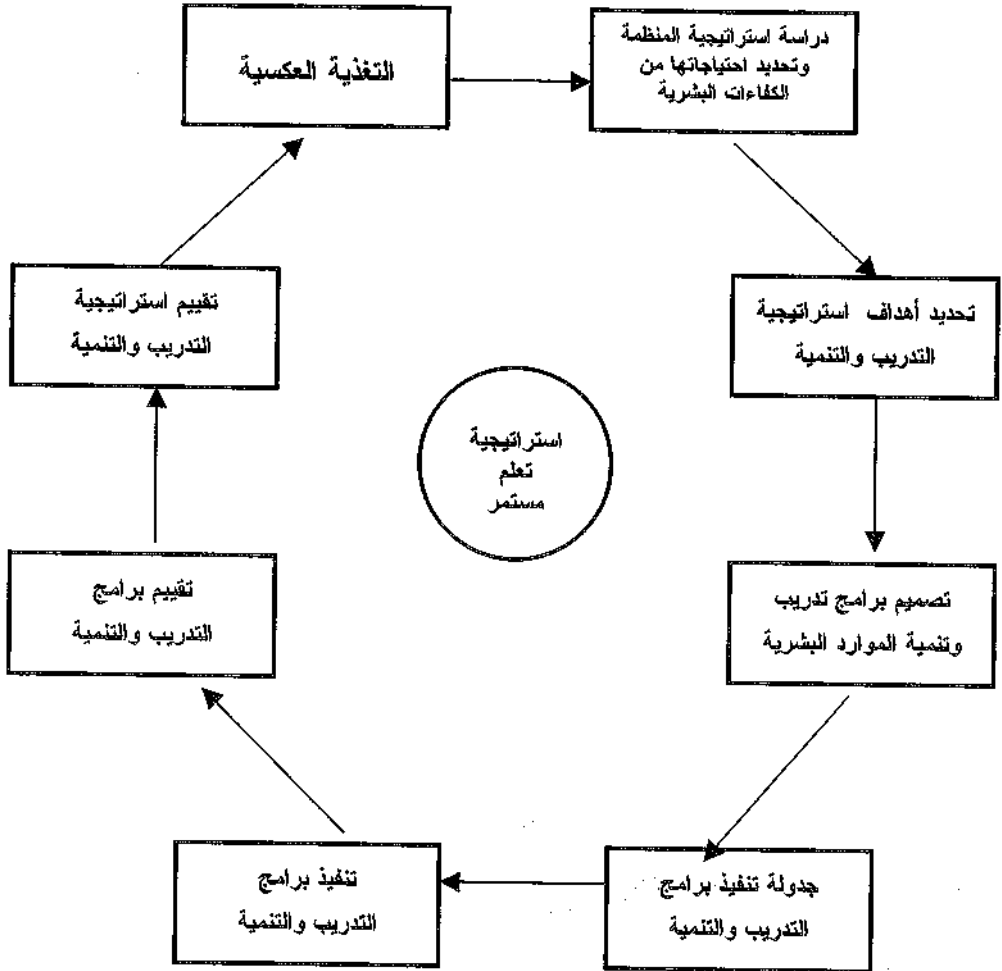 التغذية العكسية
دراسة استراتيجية المنظمة
وتحديد احتياجاتها من
الكفاءات البشرية
تحديد أهداف استراتيجية
التدريب والتنمية
تصميم برامج تدريب
وتنمية الموارد البشرية
جدولة تنفيذ برامج
التدريب والتنمية
تنفيذ برامج
التدريب والتنمية
تقييم برامج
التدريب والتنمية
تقييم استراتيجية
التدريب والتنمية
استراتيجية
تعلم
مستمر